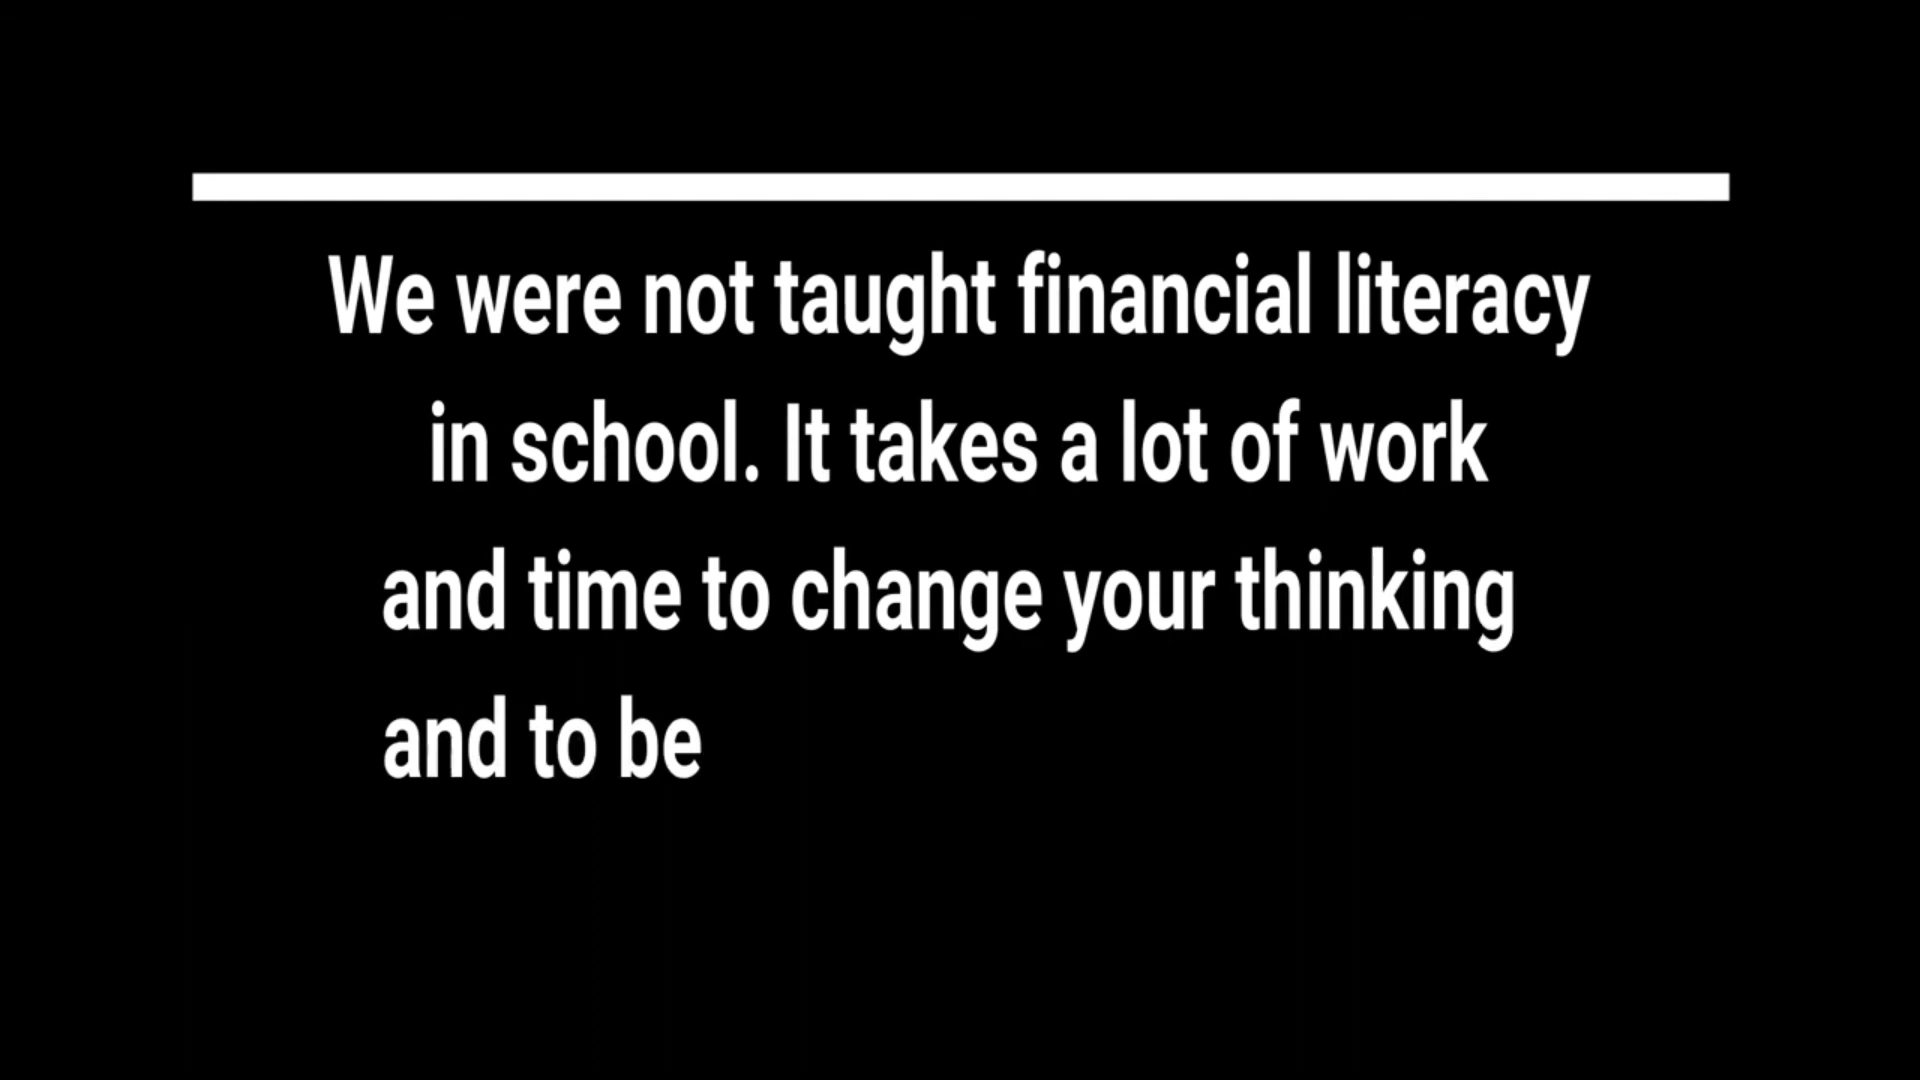 We were not taught financial literacy
in school. It takes a lot of work
and time to change your thinking
and to be